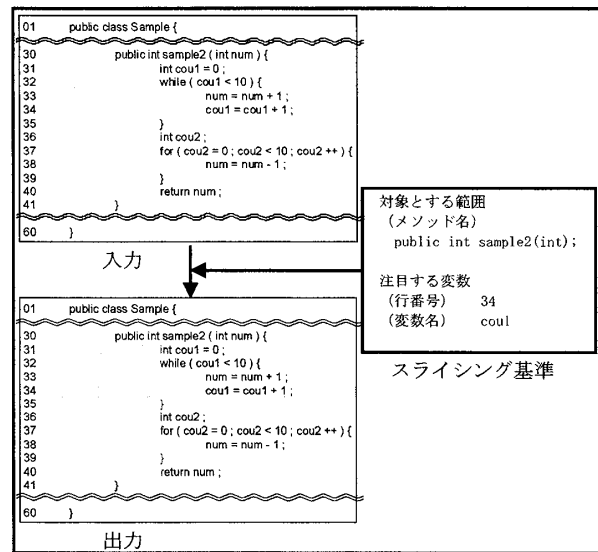 01 public class Sample {
30 public int sample2 ( int num ) {
31 int cou1 = 0 ;
32 while ( cou1 < 10 ) {
33 num = num + 1 ;
34 cou1 = cou1 + 1 ;
35 }
36 int cou2 ;
37 for ( cou2 = 0 ; cou2 < 10 ; cou2 ++ ) {
38 num = num - 1 ;
39 }
40 return num ;
41 }
60 }
入力
対象とする範囲
(メソッド名)
public int sample2(int);
注目する変数
(行番号) 34
(変数名) cou1
スライシング基準
01 public class Sample {
30 public int sample2 ( int num ) {
31 int cou1 = 0 ;
32 while ( cou1 < 10 ) {
33 num = num + 1 ;
34 cou1 = cou1 + 1 ;
35 }
36 int cou2 ;
37 for ( cou2 = 0 ; cou2 < 10 ; cou2 ++ ) {
38 num = num - 1 ;
39 }
40 return num ;
41 }
60 }
出力